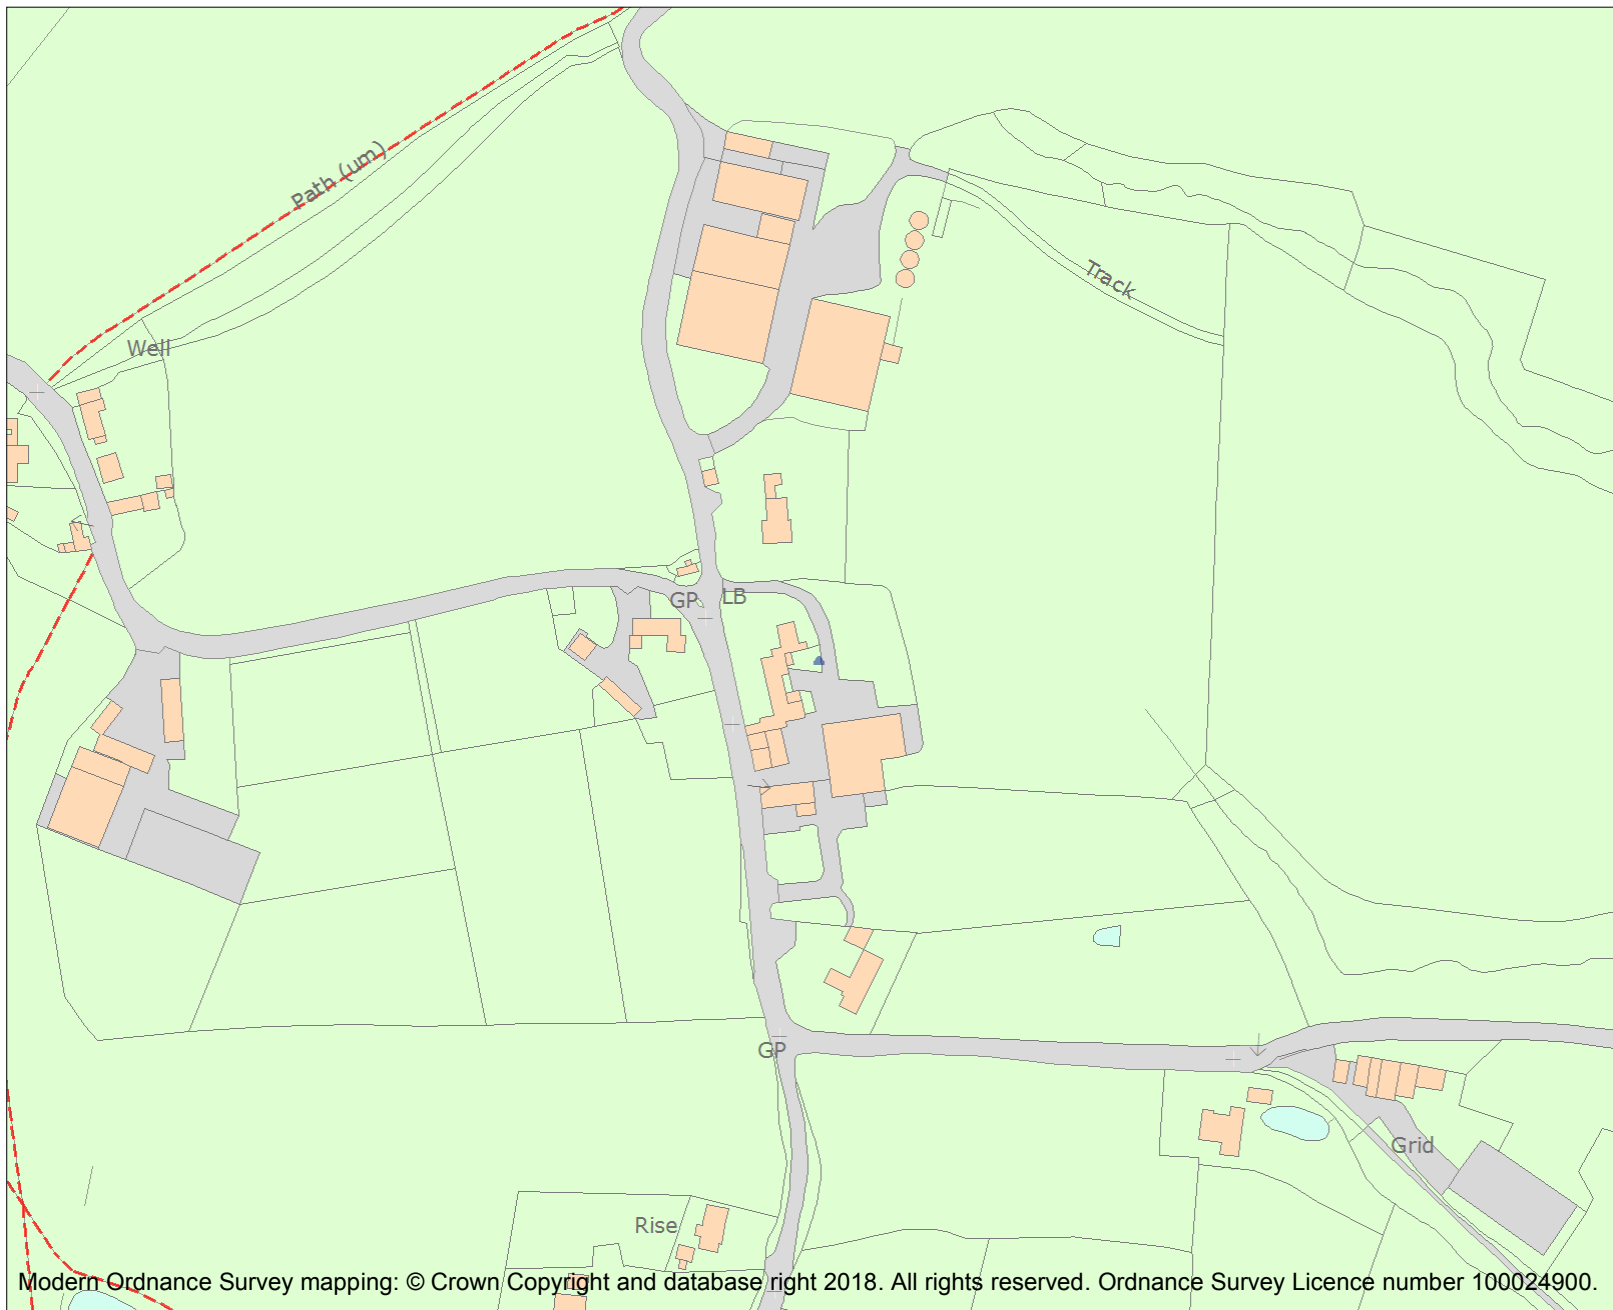 Path (um)
Track
Well
GP
LB
GP
Grid
Rise
Modern Ordnance Survey mapping: © Crown Copyright and database right 2018. All rights reserved. Ordnance Survey Licence number 100024900.